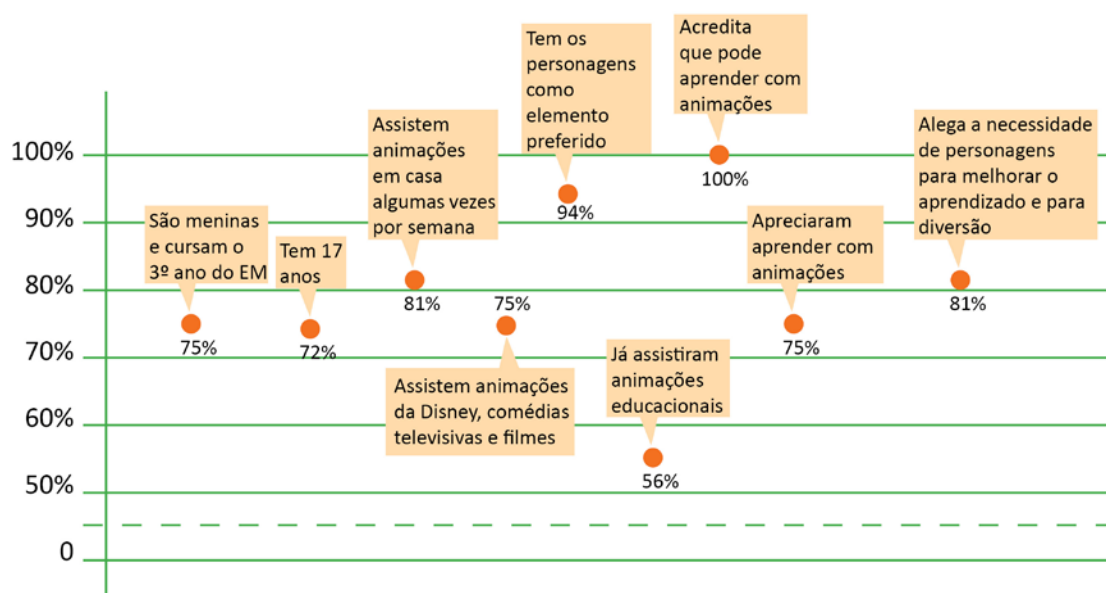 100%
90%
80%
70%
60%
50%
0
São meninas
e cursam o
3º ano do EM
75%
Tem 17
anos
72%
Assistem
animações
em casa
algumas vezes
por semana
81%
75%
Assistem animações
da Disney, comédias
televisivas e filmes
Tem os
personagens
como
elemento
preferido
94%
Já assistiram
animações
educacionais
56%
Acredita
que pode
aprender com
animações
100%
Apreciaram
aprender com
animações
75%
Alega a necessidade
de personagens
para melhorar o
aprendizado e para
diversão
81%